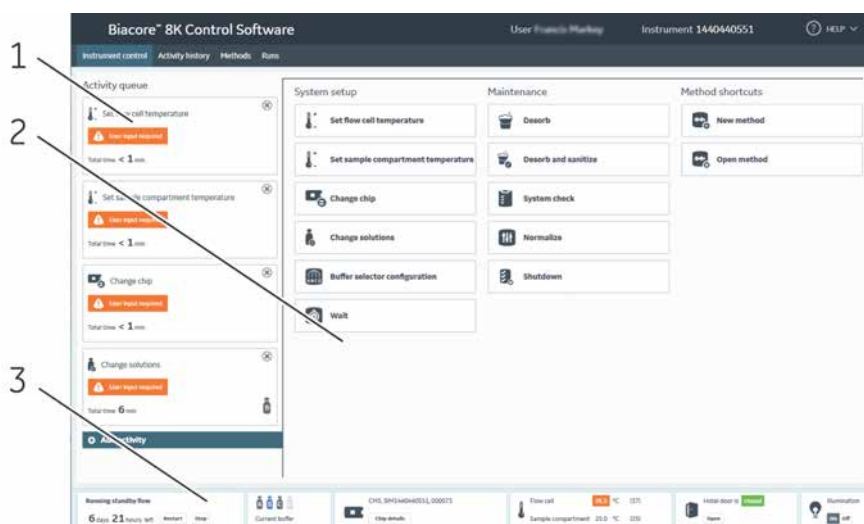 Biacore™ 8K Control Software
User
Instrument 1440440551
? HELP
Instrument control Activity history Methods Runs
1
2
3
Activity queue
Set flow cell temperature
User input required
Total time < 1 min
Set sample compartment temperature
User input required
Total time < 1 min
Change chip
User input required
Total time < 1 min
Change solutions
User input required
Total time 6 min
Add activity
System setup
Set flow cell temperature
Set sample compartment temperature
Change chip
Change solutions
Buffer selector configuration
Wait
Maintenance
Desorb
Desorb and sanitize
System check
Normalize
Shutdown
Method shortcuts
New method
Open method
Running standby flow
6 days 21 hours left Restart Stop
Current buffer
Chip details
Flow cell °C
Sample compartment 25.0 °C (25)
Hotel door is closed
Open
Illumination
off